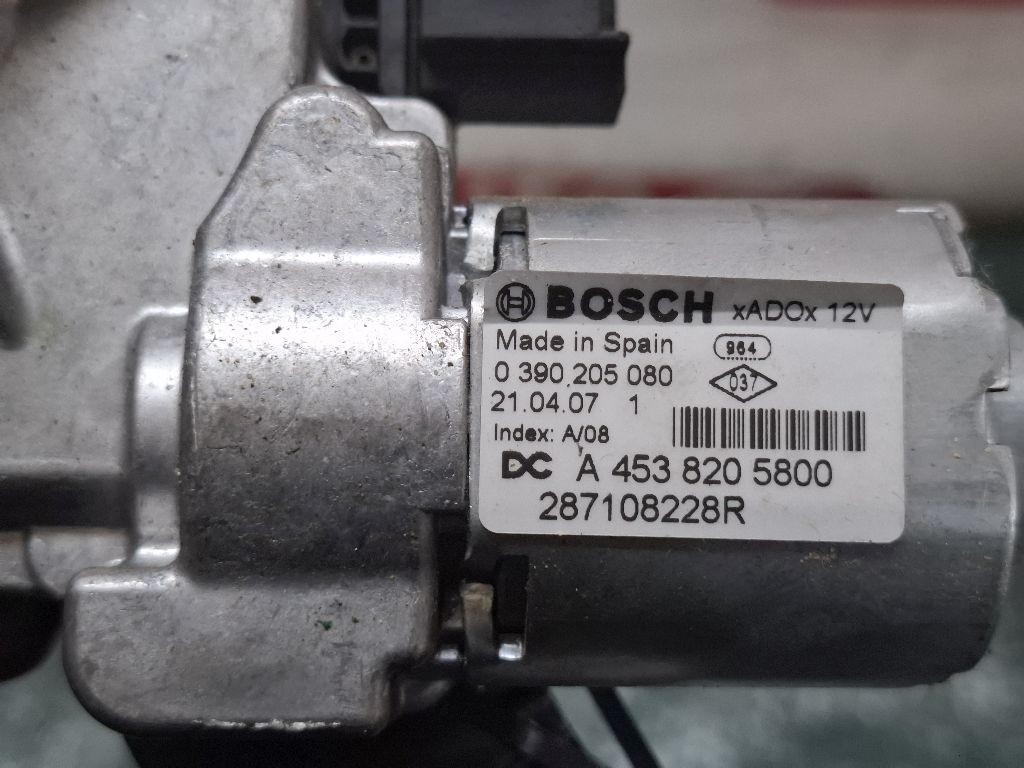 BOSCH xADOx 12V
Made in Spain 964
0 390 205 080 037
21.04.07 1
Index: A/08
DC A 453 820 5800
287108228R